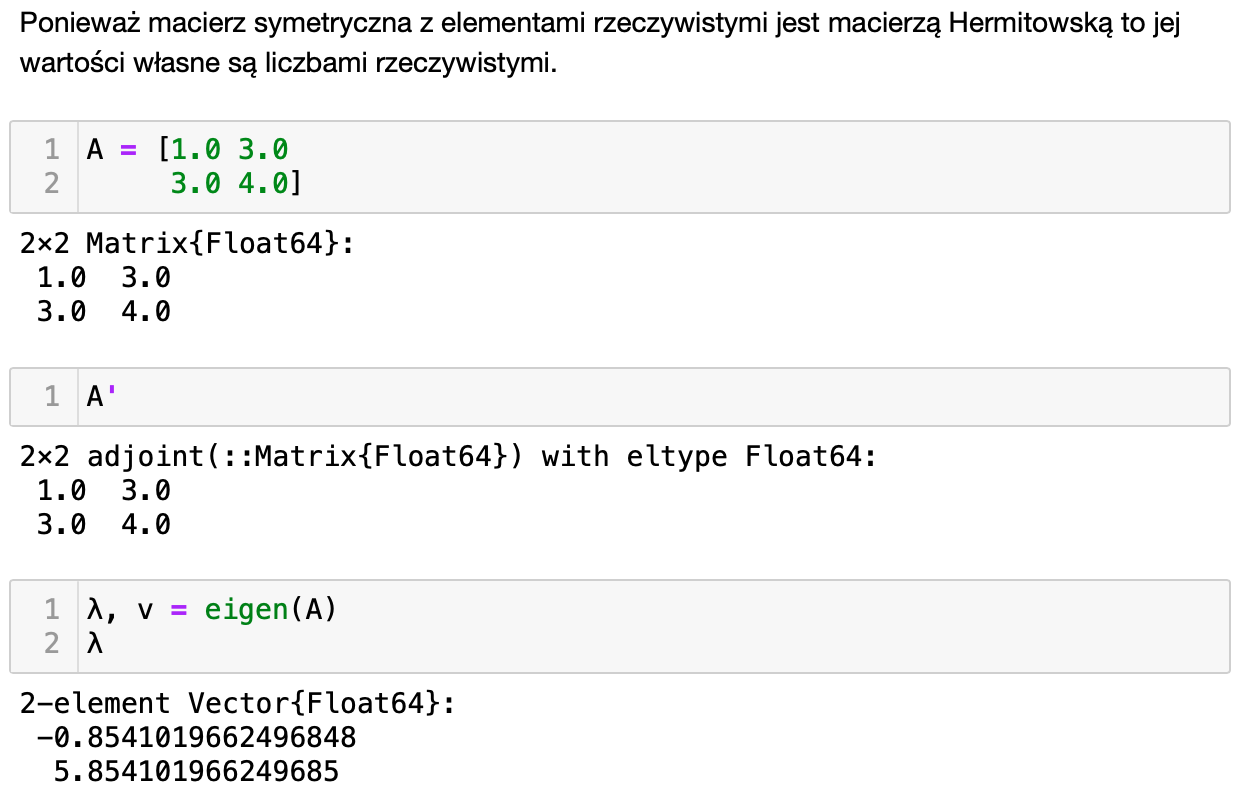 Ponieważ macierz symetryczna z elementami rzeczywistymi jest macierzą Hermitowską to jej
wartości własne są liczbami rzeczywistymi.
1 A = [1.0 3.0
2      3.0 4.0]
2×2 Matrix{Float64}:
 1.0  3.0
 3.0  4.0
1 A'
2×2 adjoint(::Matrix{Float64}) with eltype Float64:
 1.0  3.0
 3.0  4.0
1 λ, v = eigen(A)
2 λ
2-element Vector{Float64}:
 -0.8541019662496848
  5.854101966249685